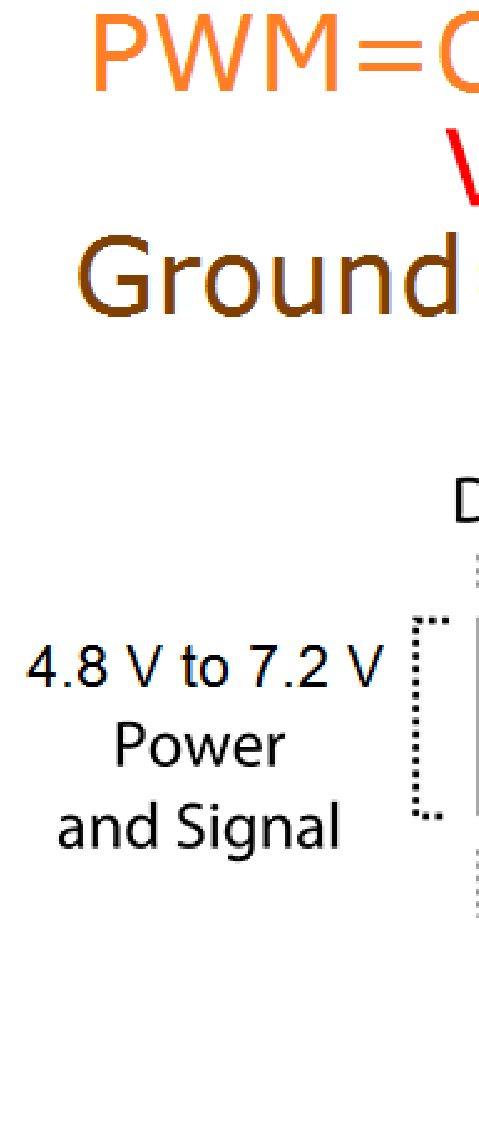 PWM=
Ground
4.8 V to 7.2 V
Power
and Signal